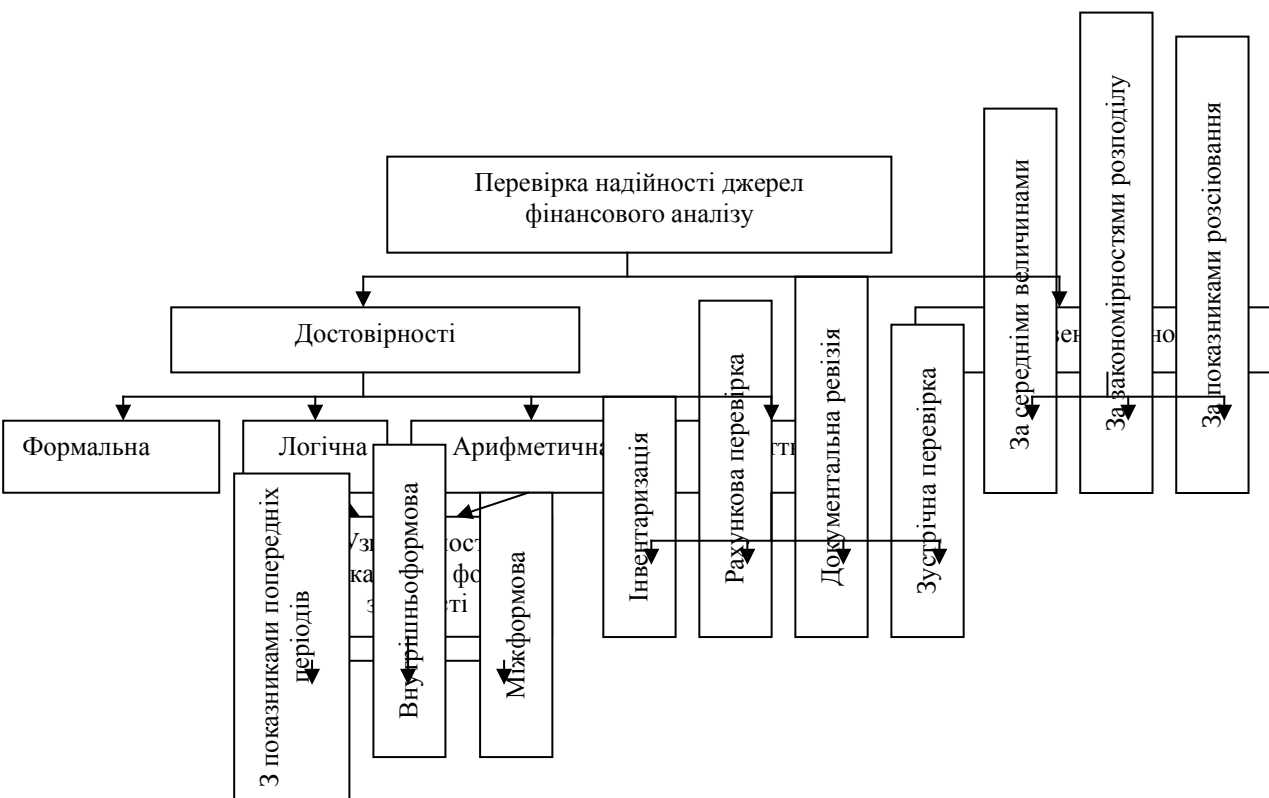 Перевірка надійності джерел
фінансового аналізу
Достовірності
Формальна
Логічна
Арифметична
З показниками попередніх
періодів
Внутрішньоформова
Міжформова
Інвентаризація
Рахункова перевірка
Документальна ревізія
Зустрічна перевірка
За середніми величинами
За закономірностями розподілу
За показниками розсіювання